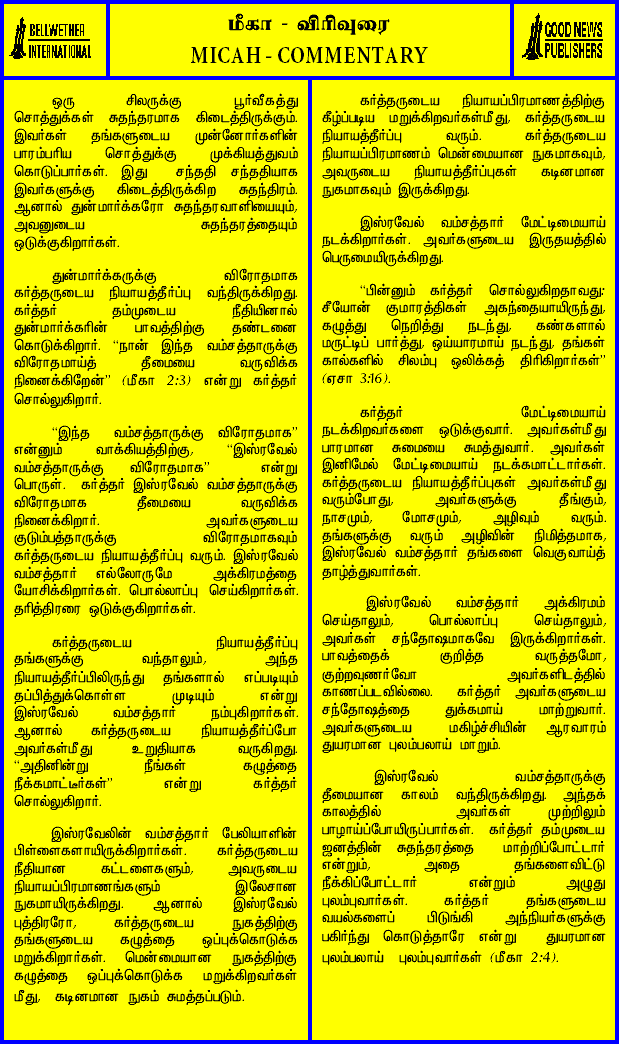 BELLWETHER
INTERNATIONAL
மீகா - விரிவுரை
MICAH - COMMENTARY
GOOD NEWS
PUBLISHERS
ஒரு சிலருக்கு பூர்வீகத்து
சொத்துக்கள் சுதந்தரமாக கிடைத்திருக்கும்.
இவர்கள் தங்களுடைய முன்னோர்களின்
பாரம்பரிய சொத்துக்கு முக்கியத்துவம்
கொடுப்பார்கள். இது சந்ததி சந்ததியாக
இவர்களுக்கு கிடைத்திருக்கிற சுதந்திரம்.
ஆனால் துன்மார்க்கரோ சுதந்தரவாளியையும்,
அவனுடைய சுதந்தரத்தையும்
ஒடுக்குகிறார்கள்.
துன்மார்க்கருக்கு விரோதமாக
கர்த்தருடைய நியாயத்தீர்ப்பு வந்திருக்கிறது.
கர்த்தர் தம்முடைய நீதியினால்
துன்மார்க்கரின் பாவத்திற்கு தண்டனை
கொடுக்கிறார். “நான் இந்த வம்சத்தாருக்கு
விரோதமாய்த் தீமையை வருவிக்க
நினைக்கிறேன்” (மீகா 2:3) என்று கர்த்தர்
சொல்லுகிறார்.
“இந்த வம்சத்தாருக்கு விரோதமாக”
என்னும் வாக்கியத்திற்கு, “இஸ்ரவேல்
வம்சத்தாருக்கு விரோதமாக” என்று
பொருள். கர்த்தர் இஸ்ரவேல் வம்சத்தாருக்கு
விரோதமாக தீமையை வருவிக்க
நினைக்கிறார். அவர்களுடைய
குடும்பத்தாருக்கு விரோதமாகவும்
கர்த்தருடைய நியாயத்தீர்ப்பு வரும். இஸ்ரவேல்
வம்சத்தார் எல்லோருமே அக்கிரமத்தை
யோசிக்கிறார்கள். பொல்லாப்பு செய்கிறார்கள்.
தரித்திரரை ஒடுக்குகிறார்கள்.
கர்த்தருடைய நியாயத்தீர்ப்பு
தங்களுக்கு வந்தாலும், அந்த
நியாயத்தீர்ப்பிலிருந்து தங்களால் எப்படியும்
தப்பித்துக்கொள்ள முடியும் என்று
இஸ்ரவேல் வம்சத்தார் நம்புகிறார்கள்.
ஆனால் கர்த்தருடைய நியாயத்தீர்ப்போ
அவர்கள்மீது உறுதியாக வருகிறது.
“அதினின்று நீங்கள் கழுத்தை
நீக்கமாட்டீர்கள்” என்று கர்த்தர்
சொல்லுகிறார்.
இஸ்ரவேலின் வம்சத்தார் பேலியாளின்
பிள்ளைகளாயிருக்கிறார்கள். கர்த்தருடைய
நீதியான கட்டளைகளும், அவருடைய
நியாயப்பிரமாணங்களும் இலேசான
நுகமாயிருக்கிறது. ஆனால் இஸ்ரவேல்
புத்திரரோ, கர்த்தருடைய நுகத்திற்கு
தங்களுடைய கழுத்தை ஒப்புக்கொடுக்க
மறுக்கிறார்கள். மென்மையான நுகத்திற்கு
கழுத்தை ஒப்புக்கொடுக்க மறுக்கிறவர்கள்
மீது, கடினமான நுகம் சுமத்தப்படும்.
கர்த்தருடைய நியாயப்பிரமாணத்திற்கு
கீழ்ப்படிய மறுக்கிறவர்கள்மீது, கர்த்தருடைய
நியாயத்தீர்ப்பு வரும். கர்த்தருடைய
நியாயப்பிரமாணம் மென்மையான நுகமாகவும்,
அவருடைய நியாயத்தீர்ப்புகள் கடினமான
நுகமாகவும் இருக்கிறது.
இஸ்ரவேல் வம்சத்தார் மேட்டிமையாய்
நடக்கிறார்கள். அவர்களுடைய இருதயத்தில்
பெருமையிருக்கிறது.
“பின்னும் கர்த்தர் சொல்லுகிறதாவது:
சீயோன் குமாரத்திகள் அகந்தையாயிருந்து,
கழுத்து நெறித்து நடந்து, கண்களால்
மருட்டிப் பார்த்து, ஒய்யாரமாய் நடந்து, தங்கள்
கால்களில் சிலம்பு ஒலிக்கத் திரிகிறார்கள்”
(ஏசா 3:16).
கர்த்தர் மேட்டிமையாய்
நடக்கிறவர்களை ஒடுக்குவார். அவர்கள்மீது
பாரமான சுமையை சுமத்துவார். அவர்கள்
இனிமேல் மேட்டிமையாய் நடக்கமாட்டார்கள்.
கர்த்தருடைய நியாயத்தீர்ப்புகள் அவர்கள்மீது
வரும்போது, அவர்களுக்கு தீங்கும்,
நாசமும், மோசமும், அழிவும் வரும்.
தங்களுக்கு வரும் அழிவின் நிமித்தமாக,
இஸ்ரவேல் வம்சத்தார் தங்களை வெகுவாய்த்
தாழ்த்துவார்கள்.
இஸ்ரவேல் வம்சத்தார் அக்கிரமம்
செய்தாலும், பொல்லாப்பு செய்தாலும்,
அவர்கள் சந்தோஷமாகவே இருக்கிறார்கள்.
பாவத்தைக் குறித்த வருத்தமோ,
குற்றவுணர்வோ அவர்களிடத்தில்
காணப்படவில்லை. கர்த்தர் அவர்களுடைய
சந்தோஷத்தை துக்கமாய் மாற்றுவார்.
அவர்களுடைய மகிழ்ச்சியின் ஆரவாரம்
துயரமான புலம்பலாய் மாறும்.
இஸ்ரவேல் வம்சத்தாருக்கு
தீமையான காலம் வந்திருக்கிறது. அந்தக்
காலத்தில் அவர்கள் முற்றிலும்
பாழாய்ப்போயிருப்பார்கள். கர்த்தர் தம்முடைய
ஜனத்தின் சுதந்தரத்தை மாற்றிப்போட்டார்
என்றும், அதை தங்களைவிட்டு
நீக்கிப்போட்டார் என்றும் அழுது
புலம்புவார்கள். கர்த்தர் தங்களுடைய
வயல்களைப் பிடுங்கி அந்நியர்களுக்கு
பகிர்ந்து கொடுத்தாரே என்று துயரமான
புலம்பலாய் புலம்புவார்கள் (மீகா 2:4).